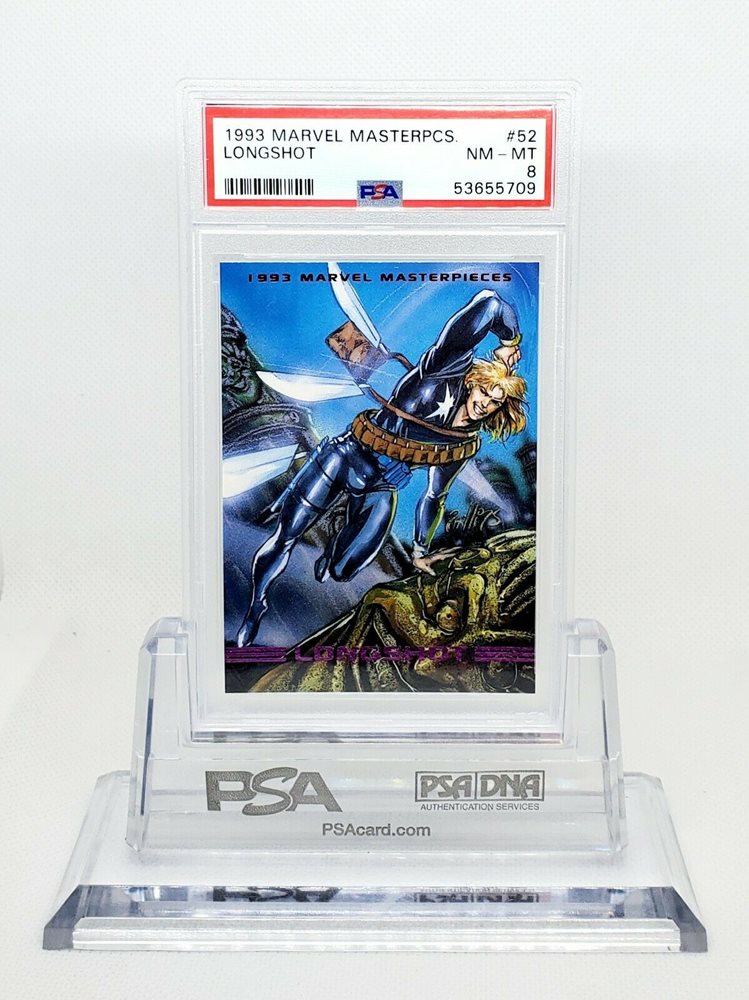 1993 MARVEL MASTERPCS. #52
LONGSHOT NM – MT
8
PSA 53655709
1993 MARVEL MASTERPIECES
LONGSHOT
PSA PSA DNA
AUTHENTICATION SERVICES
PSAcard.com